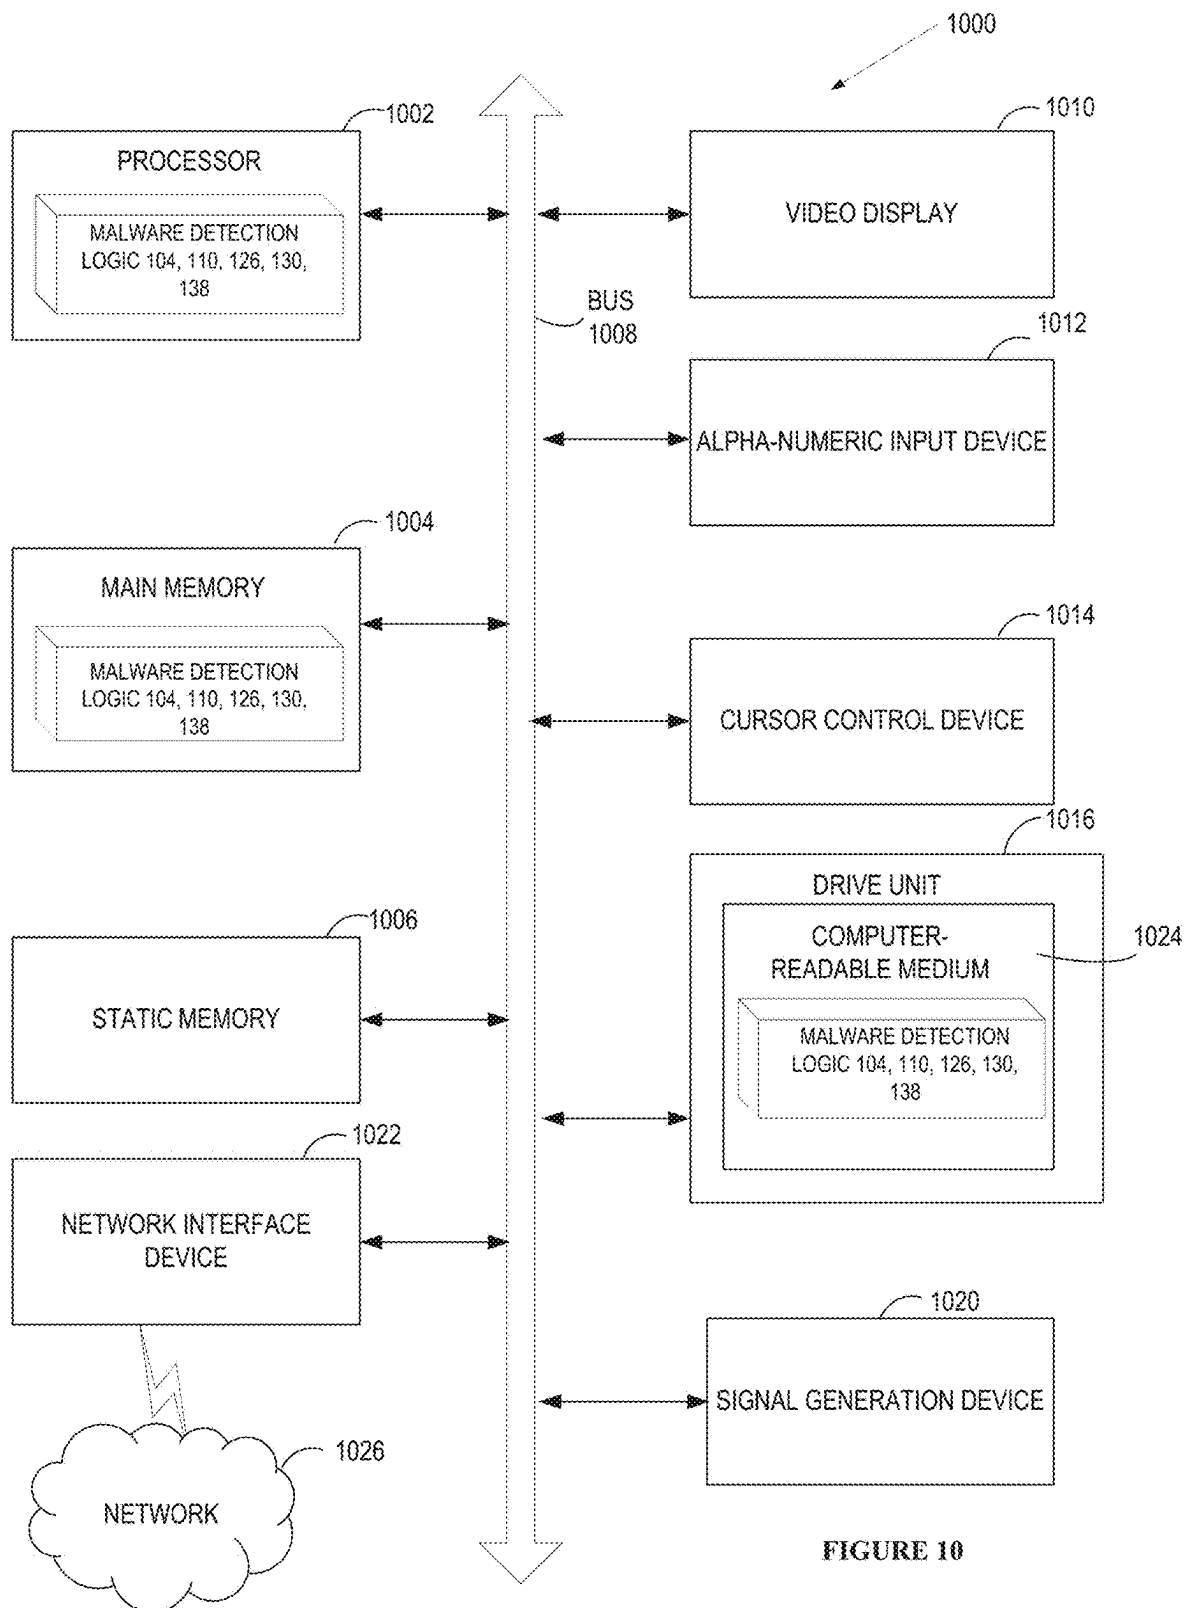 1000
1002
PROCESSOR
MALWARE DETECTION
LOGIC 104, 110, 126, 130,
138
1010
VIDEO DISPLAY
BUS
1008
1012
ALPHA-NUMERIC INPUT DEVICE
1004
MAIN MEMORY
MALWARE DETECTION
LOGIC 104, 110, 126, 130,
138
1014
CURSOR CONTROL DEVICE
1016
DRIVE UNIT
COMPUTER-
READABLE MEDIUM
1024
MALWARE DETECTION
LOGIC 104, 110, 126, 130,
138
1006
STATIC MEMORY
1022
NETWORK INTERFACE
DEVICE
1020
SIGNAL GENERATION DEVICE
1026
NETWORK
FIGURE 10